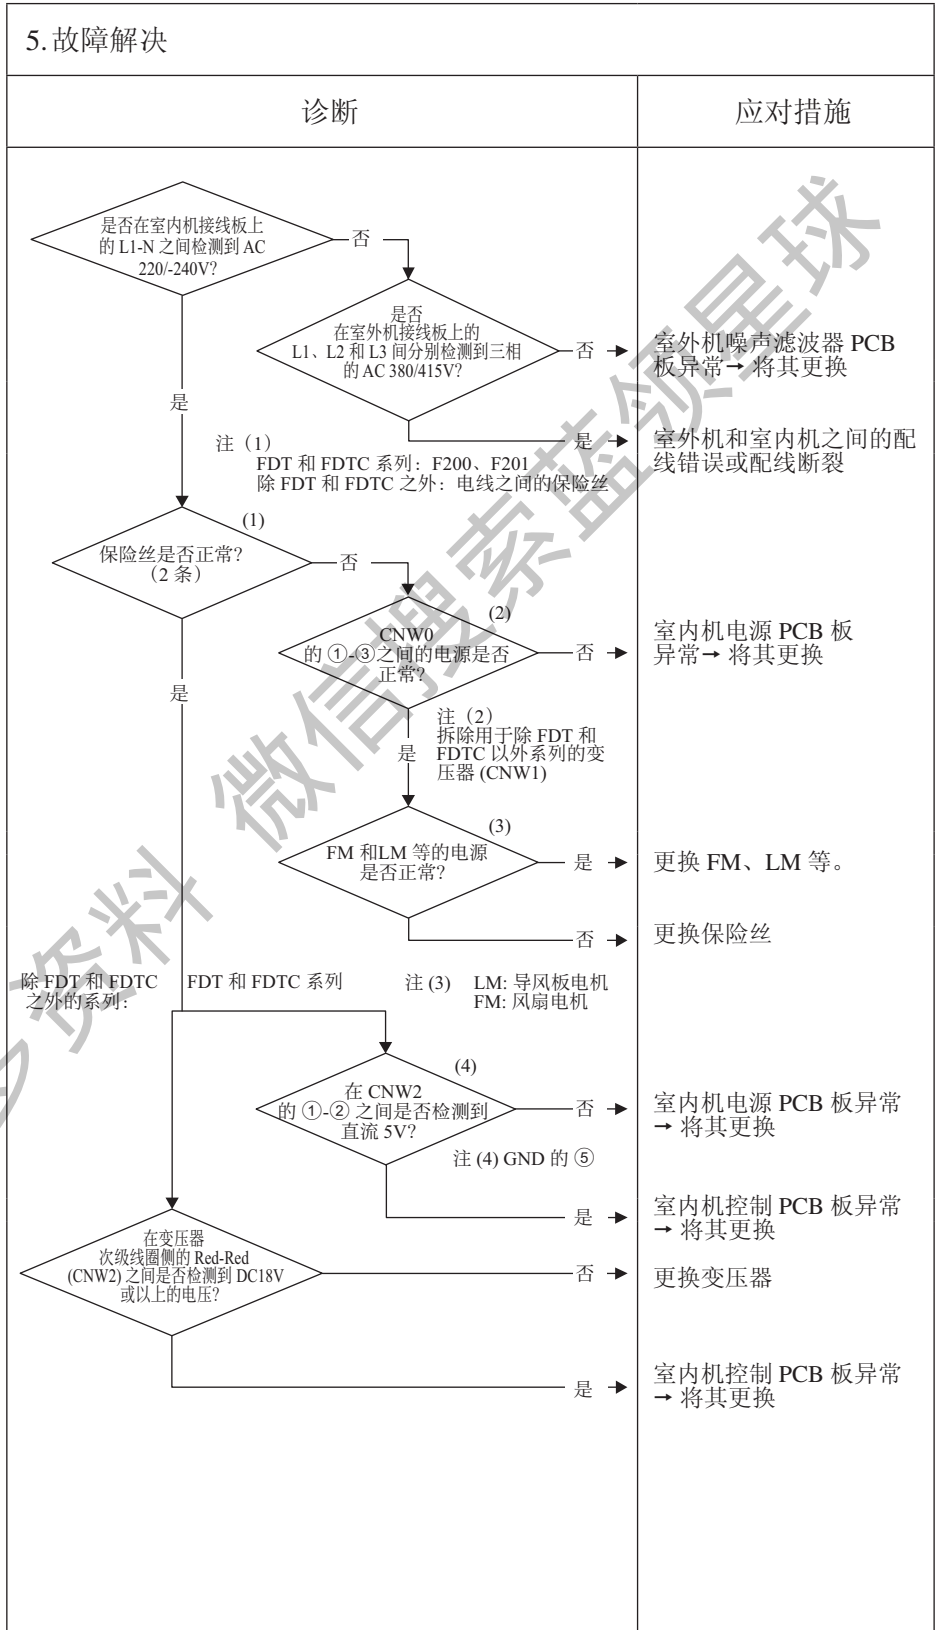 5.故障解决
诊断
应对措施
是否在室内机接线板上
的 L1-N 之间检测到 AC
220/-240V?
否
是否
在室外机接线板上的
L1、L2 和 L3 间分别检测到三相
的 AC 380/415V?
否
室外机噪声滤波器 PCB
板异常→ 将其更换
是
是
室外机和室内机之间的配
线错误或配线断裂
注（1）
FDT 和 FDTC 系列：F200、F201
除 FDT 和 FDTC 之外：电线之间的保险丝
(1)
保险丝是否正常?
（2 条）
否
(2)
CNW0
的 ①-③之间的电源是否
正常?
否
室内机电源 PCB 板
异常→ 将其更换
是
注（2）
拆除用于除 FDT 和
FDTC 以外系列的变
压器 (CNW1)
是
(3)
FM 和LM 等的电源
是否正常?
是
更换 FM、LM 等。
否
更换保险丝
除 FDT 和 FDTC
之外的系列:
FDT 和 FDTC 系列
注 (3) LM: 导风板电机
FM: 风扇电机
(4)
在 CNW2
的 ①-② 之间是否检测到
直流 5V?
否
室内机电源 PCB 板异常
→ 将其更换
注 (4) GND 的 ⑤
是
室内机控制 PCB 板异常
→ 将其更换
在变压器
次级线圈侧的 Red-Red
(CNW2) 之间是否检测到 DC18V
或以上的电压?
否
更换变压器
是
室内机控制 PCB 板异常
→ 将其更换
多资料 微信搜索蓝领星球